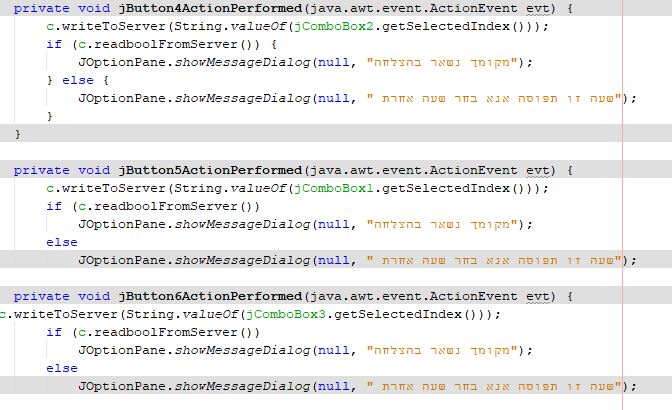 private void jButton4ActionPerformed(java.awt.event.ActionEvent evt) {
c.writeToServer(String.valueOf(jComboBox2.getSelectedIndex()));
if (c.readboolFromServer()) {
JOptionPane.showMessageDialog(null, "מקומך נשאר בהצלחה");
} else {
JOptionPane.showMessageDialog(null, "שעה זו תפוסה אנא בחר שעה אחרת ");
}
}
private void jButton5ActionPerformed(java.awt.event.ActionEvent evt) {
c.writeToServer(String.valueOf(jComboBox1.getSelectedIndex()));
if (c.readboolFromServer())
JOptionPane.showMessageDialog(null, "מקומך נשאר בהצלחה");
else
JOptionPane.showMessageDialog(null, "שעה זו תפוסה אנא בחר שעה אחרת ");
private void jButton6ActionPerformed(java.awt.event.ActionEvent evt) {
c.writeToServer(String.valueOf(jComboBox3.getSelectedIndex()));
if (c.readboolFromServer())
JOptionPane.showMessageDialog(null, "מקומך נשאר בהצלחה");
else
JOptionPane.showMessageDialog(null, "שעה זו תפוסה אנא בחר שעה אחרת ");